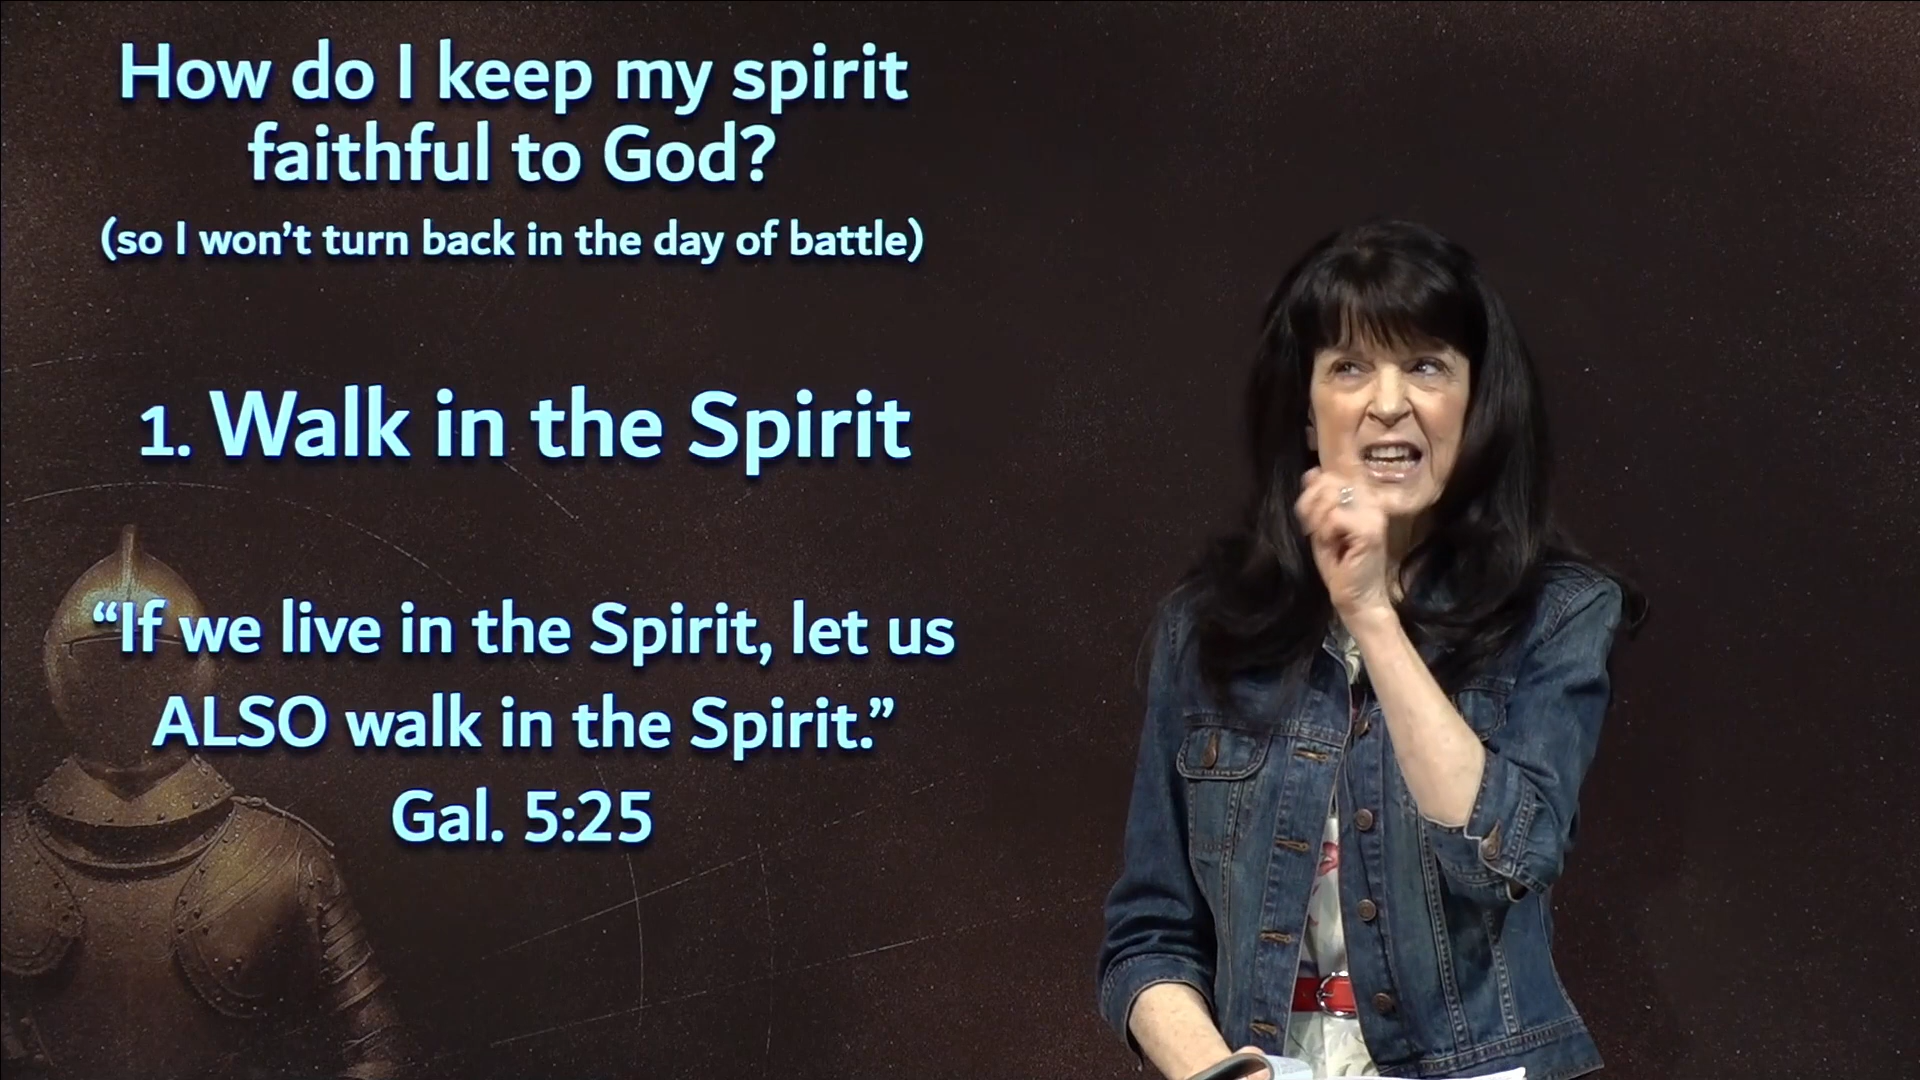 How do I keep my spirit
faithful to God?
(so I won’t turn back in the day of battle)
1. Walk in the Spirit
“If we live in the Spirit, let us
ALSO walk in the Spirit.”
Gal. 5:25